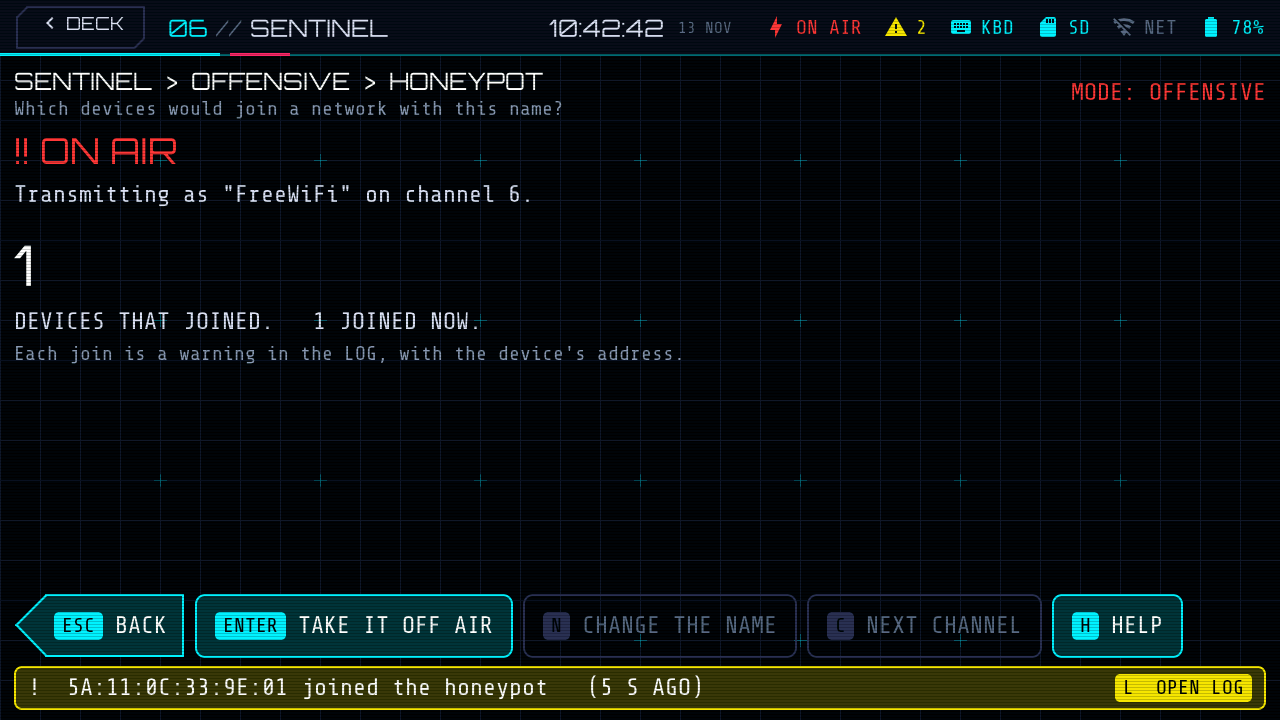 < DECK 06 // SENTINEL 10:42:42 13 NOV ON AIR 2 KBD SD NET 78%
SENTINEL > OFFENSIVE > HONEYPOT
Which devices would join a network with this name?
MODE: OFFENSIVE
!! ON AIR
Transmitting as "FreeWiFi" on channel 6.
1
DEVICES THAT JOINED. 1 JOINED NOW.
Each join is a warning in the LOG, with the device's address.
ESC BACK ENTER TAKE IT OFF AIR N CHANGE THE NAME C NEXT CHANNEL H HELP
! 5A:11:0C:33:9E:01 joined the honeypot (5 S AGO) L OPEN LOG